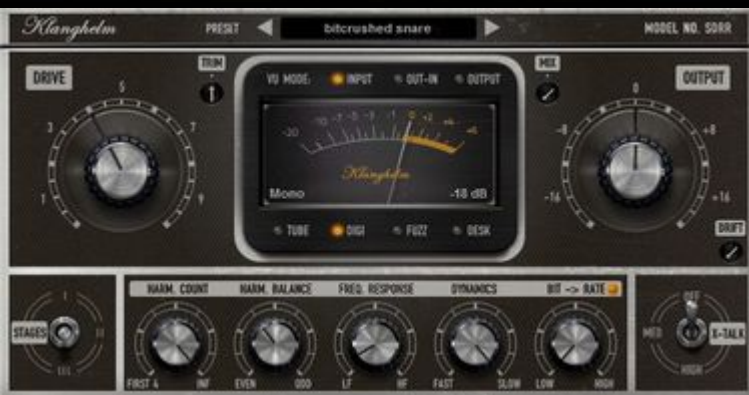 Klanghelm PRESET bitcrushed snare MODEL NO. SDRR
DRIVE TRIM VU MODE: INPUT OUT-IN OUTPUT MIX OUTPUT
1 3 5 7 9
-20 -10 -7 -5 -3 -1 0 +2 +4 +6
Klanghelm
Mono -18 dB
-16 -8 0 +8 +16
TUBE DIGI FUZZ DESK DRIFT
HARM. COUNT HARM. BALANCE FREQ. RESPONSE DYNAMICS BIT -> RATE
STAGES I II III
FIRST 4 INF EVEN ODD LF HF FAST SLOW LOW HIGH
OFF MED X-TALK HIGH